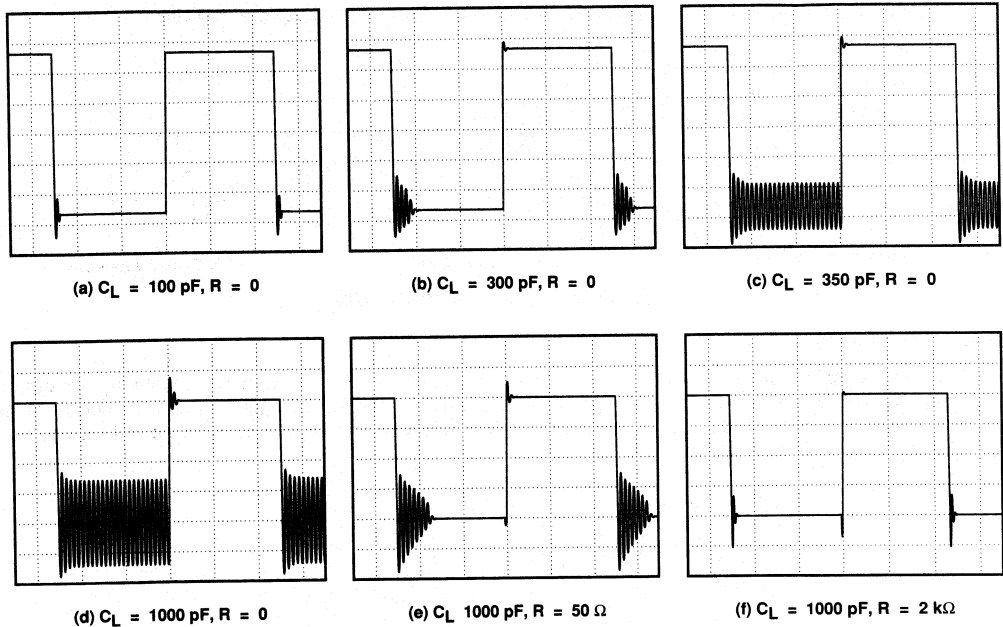 (a) CL = 100 pF, R = 0
(b) CL = 300 pF, R = 0
(c) CL = 350 pF, R = 0
(d) CL = 1000 pF, R = 0
(e) CL 1000 pF, R = 50 Ω
(f) CL = 1000 pF, R = 2 kΩ